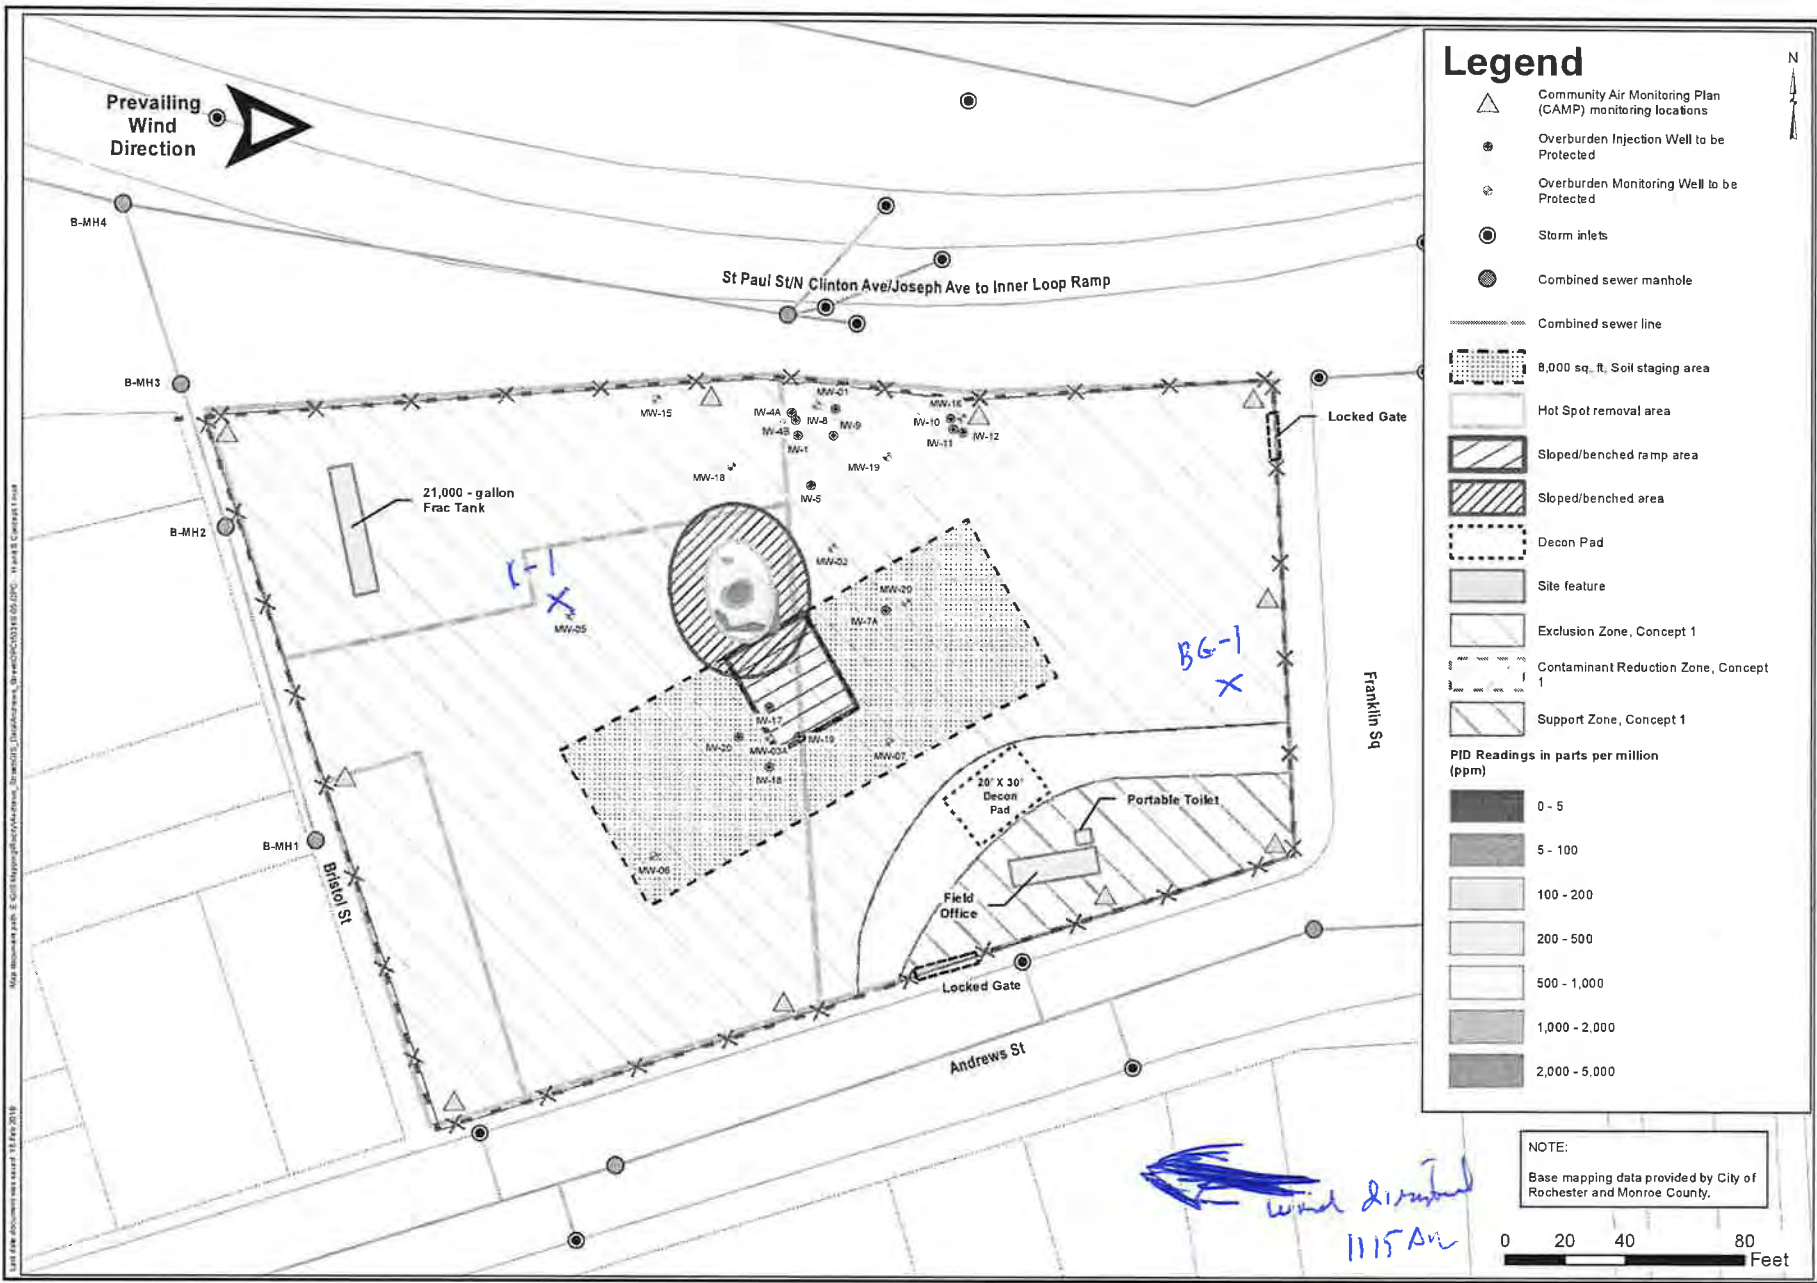 Prevailing
Wind
Direction
B-MH4
St Paul St/N Clinton Ave/Joseph Ave to Inner Loop Ramp
B-MH3
MW-15
MW-01
IW-4A
IW-8
IW-4B
IW-9
IW-1
MW-16
IW-10
IW-11
IW-12
Locked Gate
MW-18
MW-19
IW-5
21,000 - gallon
Frac Tank
B-MH2
K-1
X
MW-05
MW-02
MW-20
IW-7A
BG-1
X
Franklin Sq
IW-17
IW-20
MW-03A
IW-19
IW-18
MW-07
20' X 30'
Decon
Pad
Portable Toilet
B-MH1
Bristol St
MW-06
Field
Office
Locked Gate
Andrews St
Wind
1115 AM
Legend
N
Community Air Monitoring Plan
(CAMP) monitoring locations
Overburden Injection Well to be
Protected
Overburden Monitoring Well to be
Protected
Storm inlets
Combined sewer manhole
Combined sewer line
8,000 sq. ft. Soil staging area
Hot Spot removal area
Sloped/benched ramp area
Sloped/benched area
Decon Pad
Site feature
Exclusion Zone, Concept 1
Contaminant Reduction Zone, Concept
1
Support Zone, Concept 1
PID Readings in parts per million
(ppm)
0 - 5
5 - 100
100 - 200
200 - 500
500 - 1,000
1,000 - 2,000
2,000 - 5,000
NOTE:
Base mapping data provided by City of
Rochester and Monroe County.
0 20 40 80
Feet